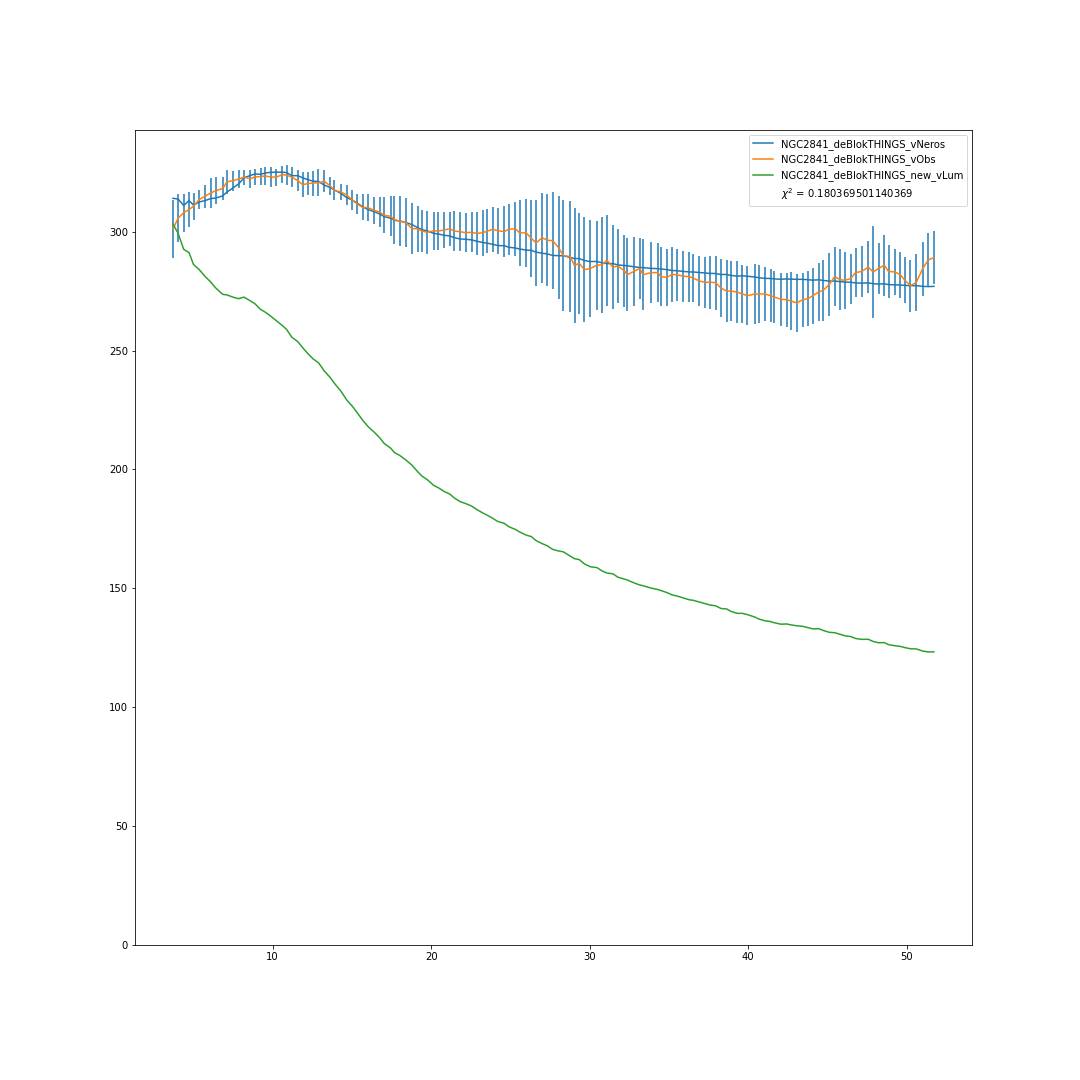 NGC2841_deBlokTHINGS_vNeros
NGC2841_deBlokTHINGS_vObs
NGC2841_deBlokTHINGS_new_vLum
χ² = 0.180369501140369
300
250
200
150
100
50
0
10 20 30 40 50